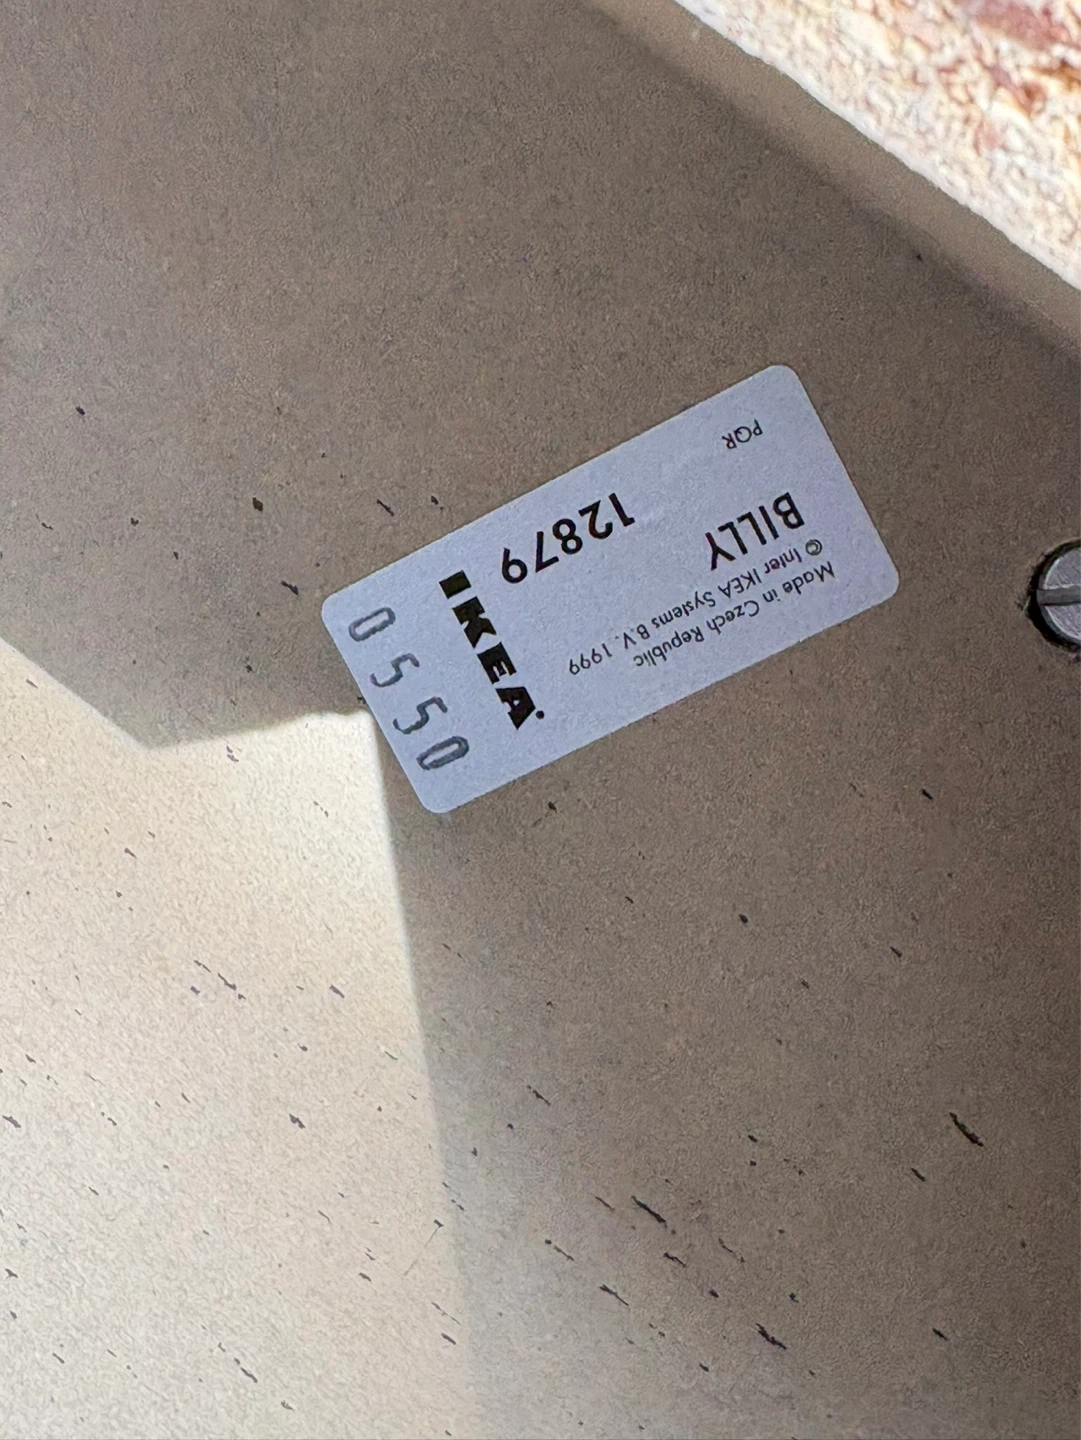 Made in Czech Republic
© Inter IKEA Systems B.V. 1999
BILLY
12879
PQR
IKEA®
0550